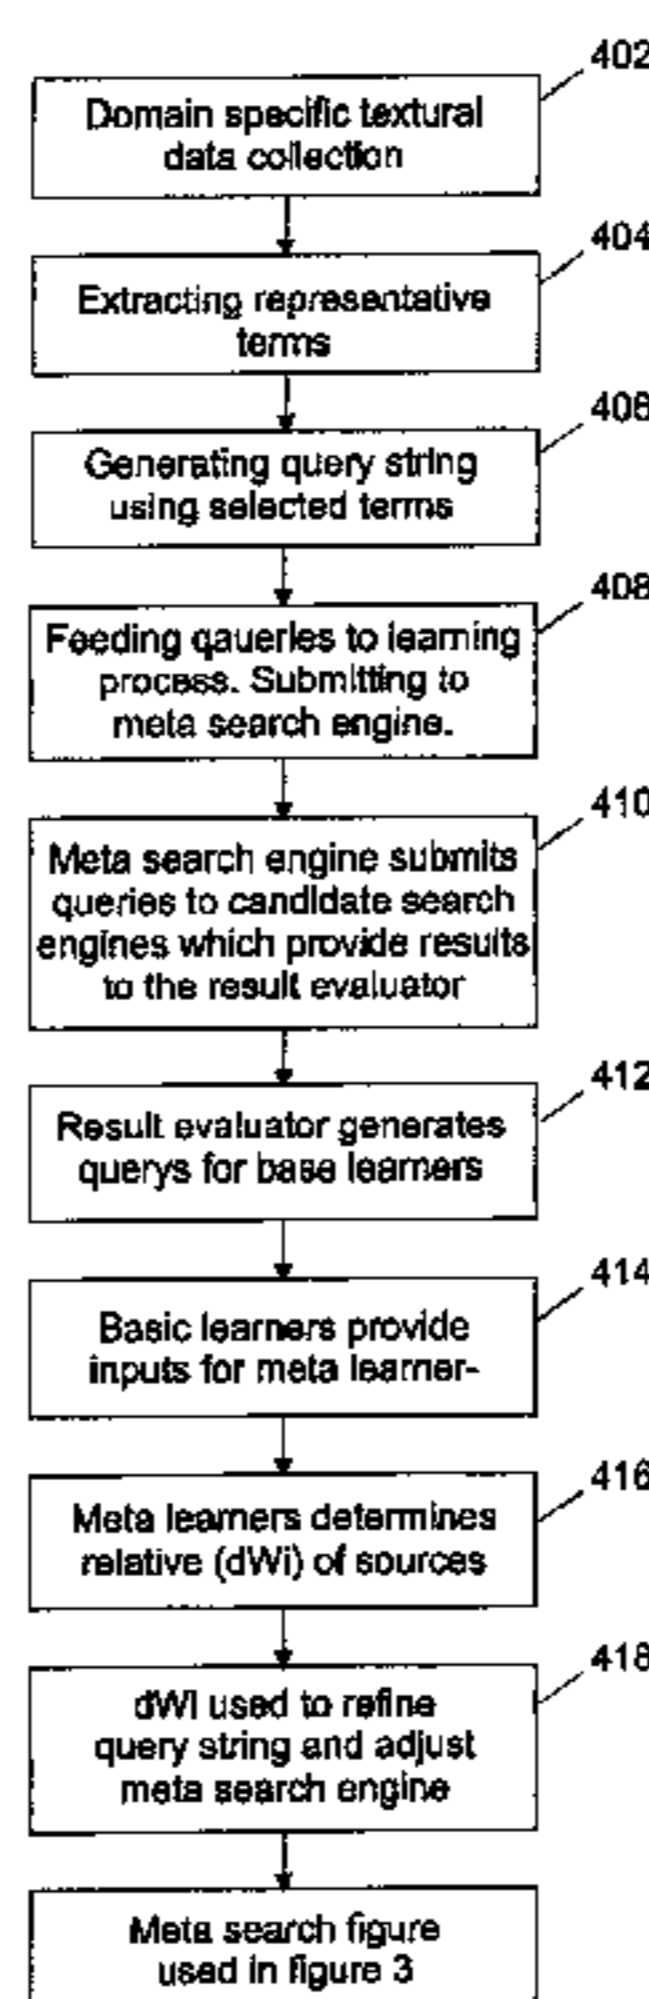 402
Domain specific textural
data collection
404
Extracting representative
terms
406
Generating query string
using selected terms
408
Feeding qaueries to learning
process. Submitting to
meta search engine.
410
Meta search engine submits
queries to candidate search
engines which provide results
to the result evaluator
412
Result evaluator generates
querys for base learners
414
Basic learners provide
inputs for meta learner-
416
Meta learners determines
relative (dWi) of sources
418
dWI used to refine
query string and adjust
meta search engine
Meta search figure
used in figure 3